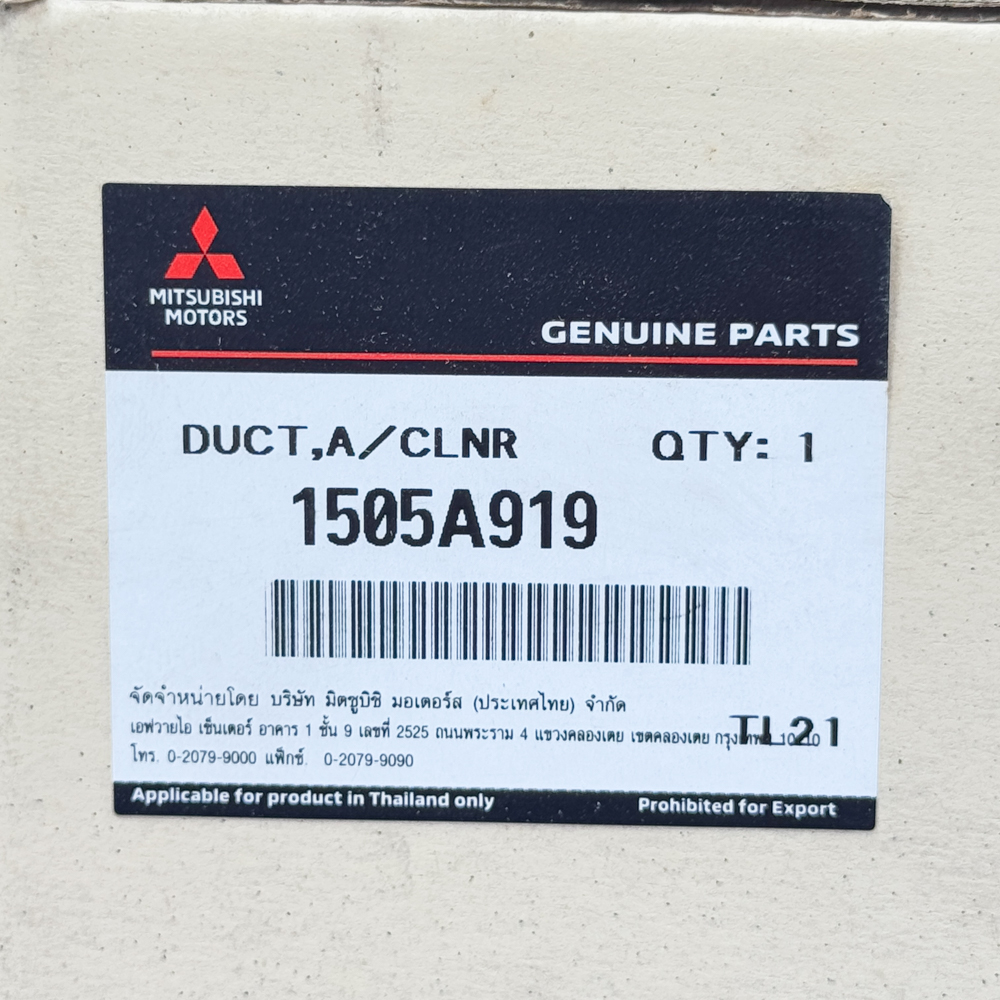 MITSUBISHI
MOTORS
GENUINE PARTS
DUCT,A/CLNR QTY: 1
1505A919
จัดจำหน่ายโดย บริษัท มิตซูบิชิ มอเตอร์ส (ประเทศไทย) จำกัด
เอฟวายไอ เซ็นเตอร์ อาคาร 1 ชั้น 9 เลขที่ 2525 ถนนพระราม 4 แขวงคลองเตย เขตคลองเตย
TL21
โทร. 0-2079-9000 แฟ็กซ์. 0-2079-9090
Applicable for product in Thailand only Prohibited for Export